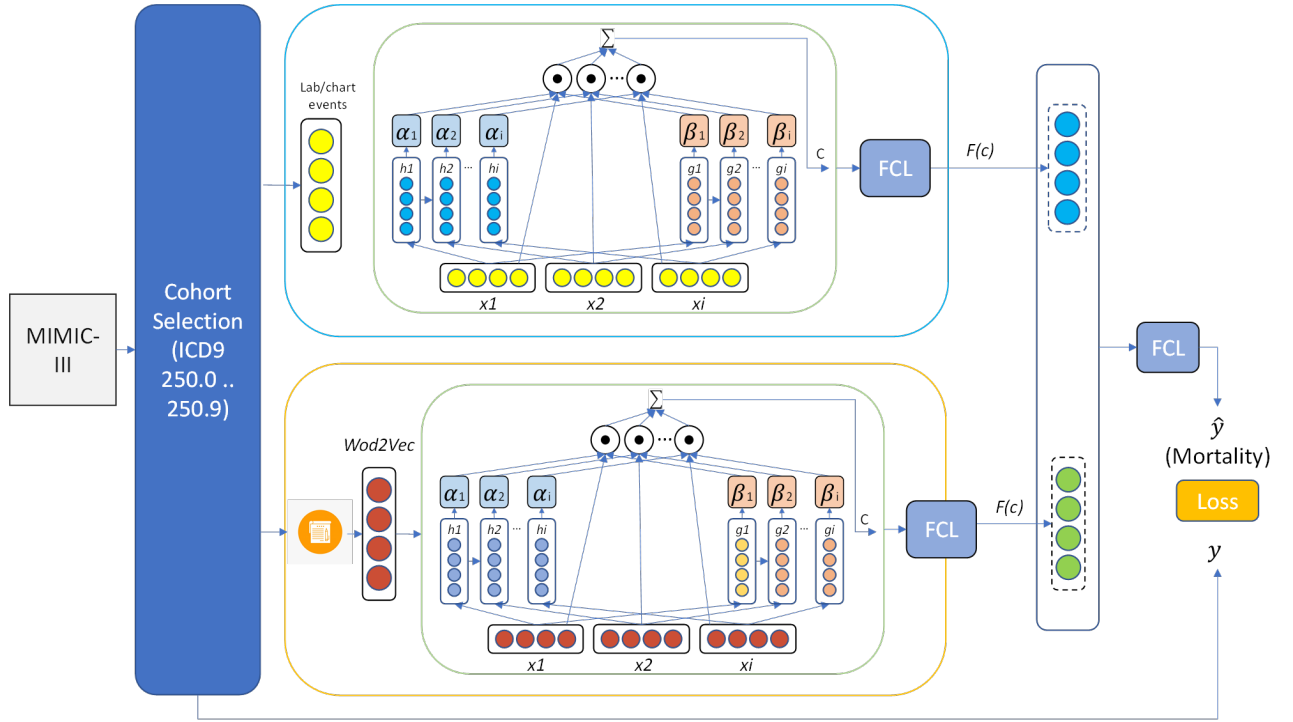 MIMIC-
III
Cohort
Selection
(ICD9
250.0 ..
250.9)
Lab/chart
events
∑
...
α1 α2 αi
β1 β2 βi
h1 h2 ... hi
g1 g2 ... gi
x1 x2 xi
C
FCL
F(c)
Wod2Vec
∑
...
α1 α2 αi
β1 β2 βi
h1 h2 ... hi
g1 g2 ... gi
x1 x2 xi
C
FCL
F(c)
FCL
ŷ
(Mortality)
Loss
y